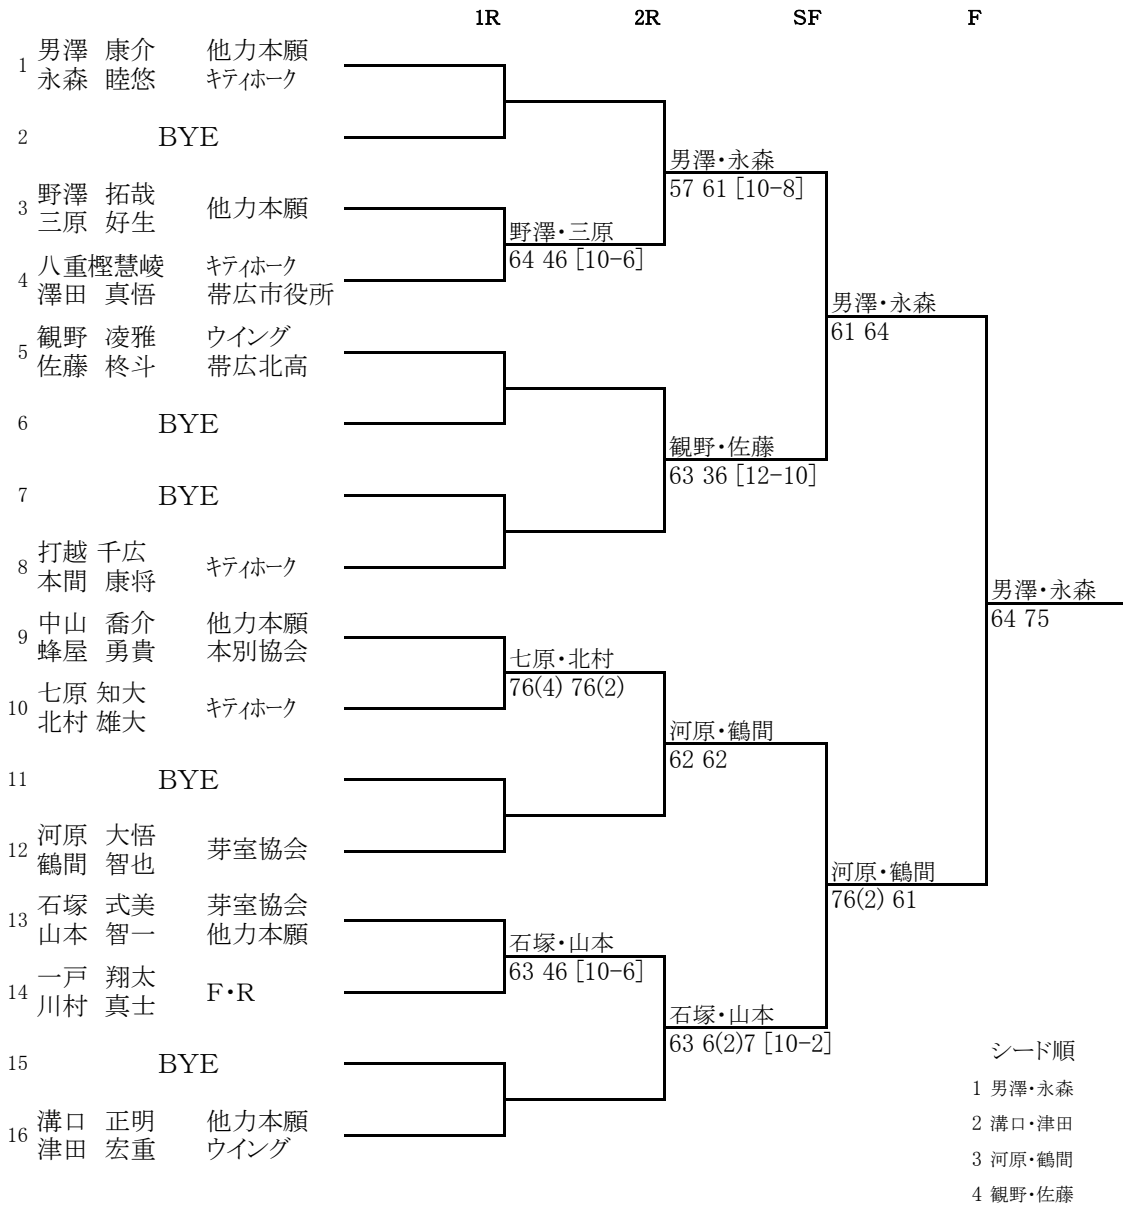 1R 2R SF F
1 男澤 康介 他力本願
永森 睦悠 キティホーク
2 BYE
男澤・永森
57 61 [10-8]
3 野澤 拓哉 他力本願
三原 好生
野澤・三原
64 46 [10-6]
4 八重樫慧崚 キティホーク
澤田 真悟 帯広市役所
男澤・永森
61 64
5 観野 凌雅 ウイング
佐藤 柊斗 帯広北高
6 BYE
観野・佐藤
63 36 [12-10]
7 BYE
8 打越 千広 キティホーク
本間 康将
男澤・永森
64 75
9 中山 喬介 他力本願
蜂屋 勇貴 本別協会
七原・北村
76(4) 76(2)
10 七原 知大 キティホーク
北村 雄大
河原・鶴間
62 62
11 BYE
12 河原 大悟 芽室協会
鶴間 智也
河原・鶴間
76(2) 61
13 石塚 式美 芽室協会
山本 智一 他力本願
石塚・山本
63 46 [10-6]
14 一戸 翔太 F・R
川村 真士
石塚・山本
63 6(2)7 [10-2]
15 BYE
16 溝口 正明 他力本願
津田 宏重 ウイング
シード順
1 男澤・永森
2 溝口・津田
3 河原・鶴間
4 観野・佐藤